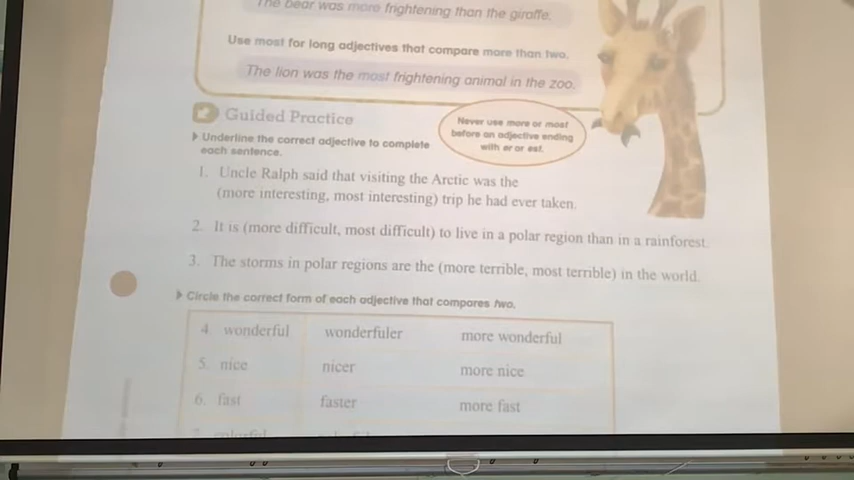 The bear was more frightening than the giraffe.
Use most for long adjectives that compare more than two.
The lion was the most frightening animal in the zoo.
Guided Practice
Never use more or most
before an adjective ending
with er or est.
Underline the correct adjective to complete
each sentence.
1. Uncle Ralph said that visiting the Arctic was the
(more interesting, most interesting) trip he had ever taken.
2. It is (more difficult, most difficult) to live in a polar region than in a rainforest.
3. The storms in polar regions are the (more terrible, most terrible) in the world.
Circle the correct form of each adjective that compares two.
4 wonderful wonderfuler more wonderful
5. nice nicer more nice
6. fast faster more fast